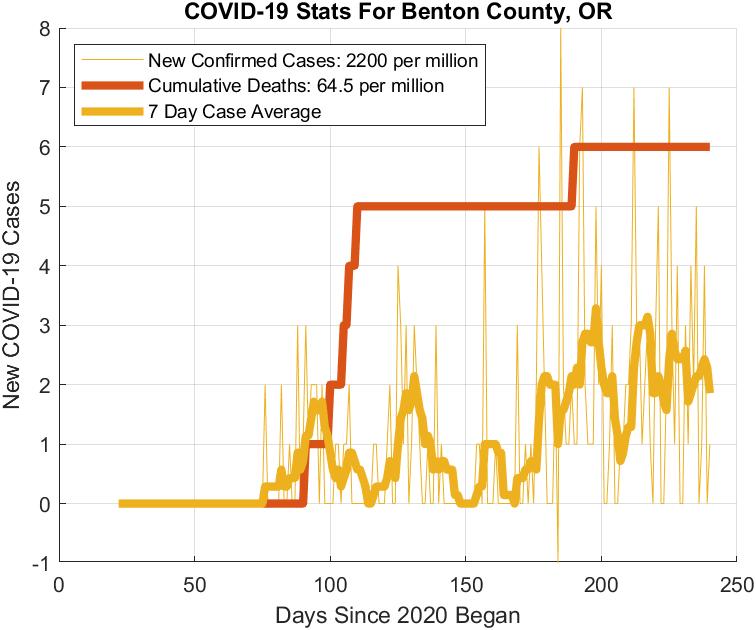 COVID-19 Stats For Benton County, OR
New Confirmed Cases: 2200 per million
Cumulative Deaths: 64.5 per million
7 Day Case Average
New COVID-19 Cases
8
7
6
5
4
3
2
1
0
-1
0 50 100 150 200 250
Days Since 2020 Began